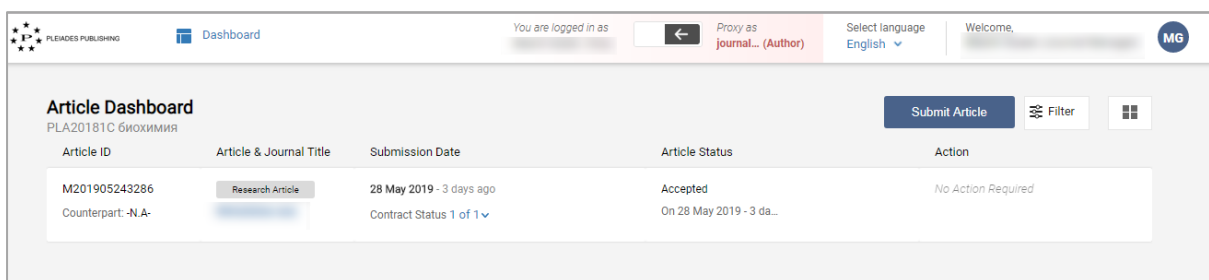 P
PLEIADES PUBLISHING
Dashboard
You are logged in as
Proxy as
journal... (Author)
Select language
English
Welcome,
MG
Article Dashboard
PLA20181C биохимия
Submit Article
Filter
Article ID
Article & Journal Title
Submission Date
Article Status
Action
M201905243286
Research Article
28 May 2019 - 3 days ago
Accepted
No Action Required
Counterpart: -N.A-
Contract Status 1 of 1
On 28 May 2019 - 3 da...